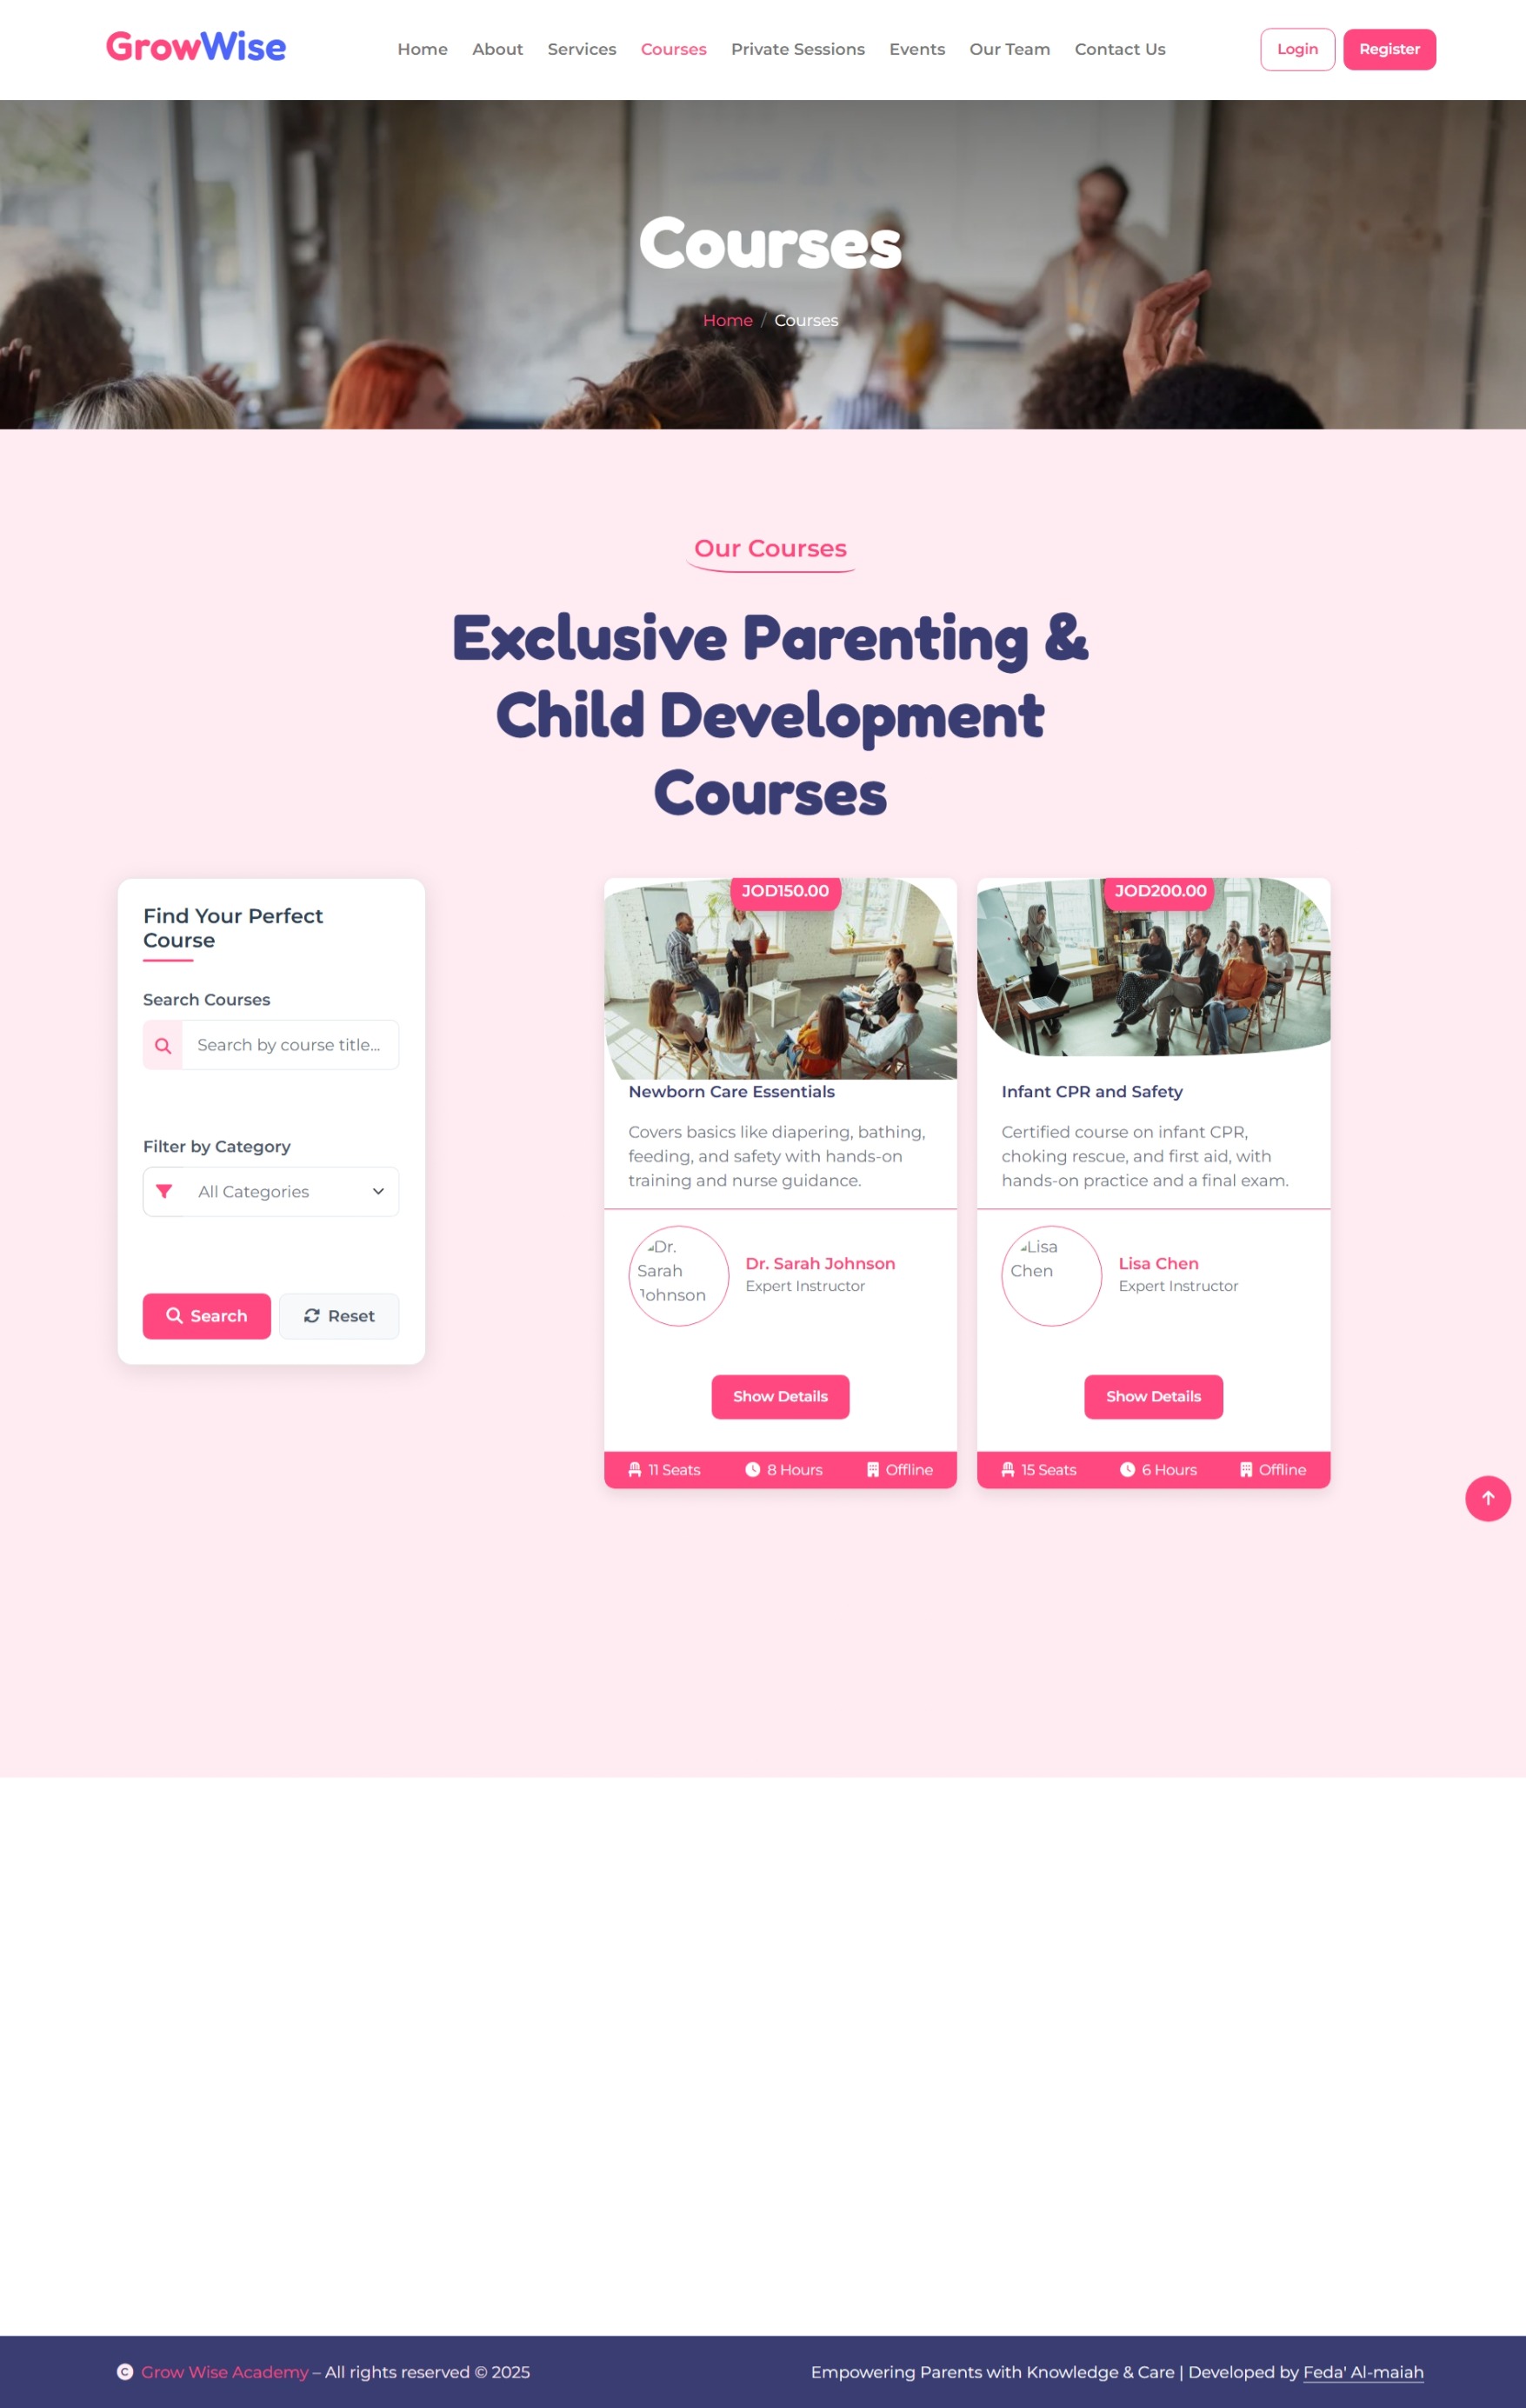 GrowWise
Home About Services Courses Private Sessions Events Our Team Contact Us
Login Register
Courses
Home / Courses
Our Courses
Exclusive Parenting &
Child Development
Courses
Find Your Perfect
Course
Search Courses
Search by course title...
Filter by Category
All Categories
Search Reset
JOD150.00
Newborn Care Essentials
Covers basics like diapering, bathing,
feeding, and safety with hands-on
training and nurse guidance.
Dr.
Sarah
Johnson
Dr. Sarah Johnson
Expert Instructor
Show Details
11 Seats 8 Hours Offline
JOD200.00
Infant CPR and Safety
Certified course on infant CPR,
choking rescue, and first aid, with
hands-on practice and a final exam.
Lisa
Chen
Lisa Chen
Expert Instructor
Show Details
15 Seats 6 Hours Offline
Grow Wise Academy – All rights reserved © 2025
Empowering Parents with Knowledge & Care | Developed by Feda' Al-maiah